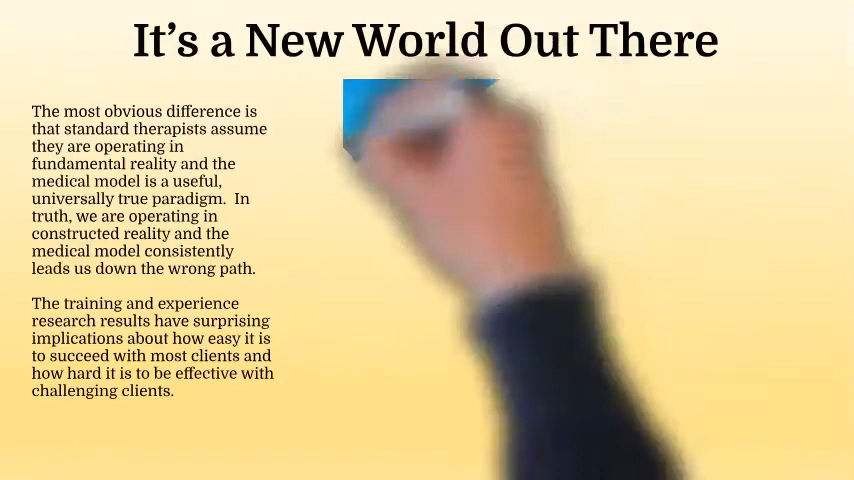 It’s a New World Out There
The most obvious difference is
that standard therapists assume
they are operating in
fundamental reality and the
medical model is a useful,
universally true paradigm.  In
truth, we are operating in
constructed reality and the
medical model consistently
leads us down the wrong path.
The training and experience
research results have surprising
implications about how easy it is
to succeed with most clients and
how hard it is to be effective with
challenging clients.